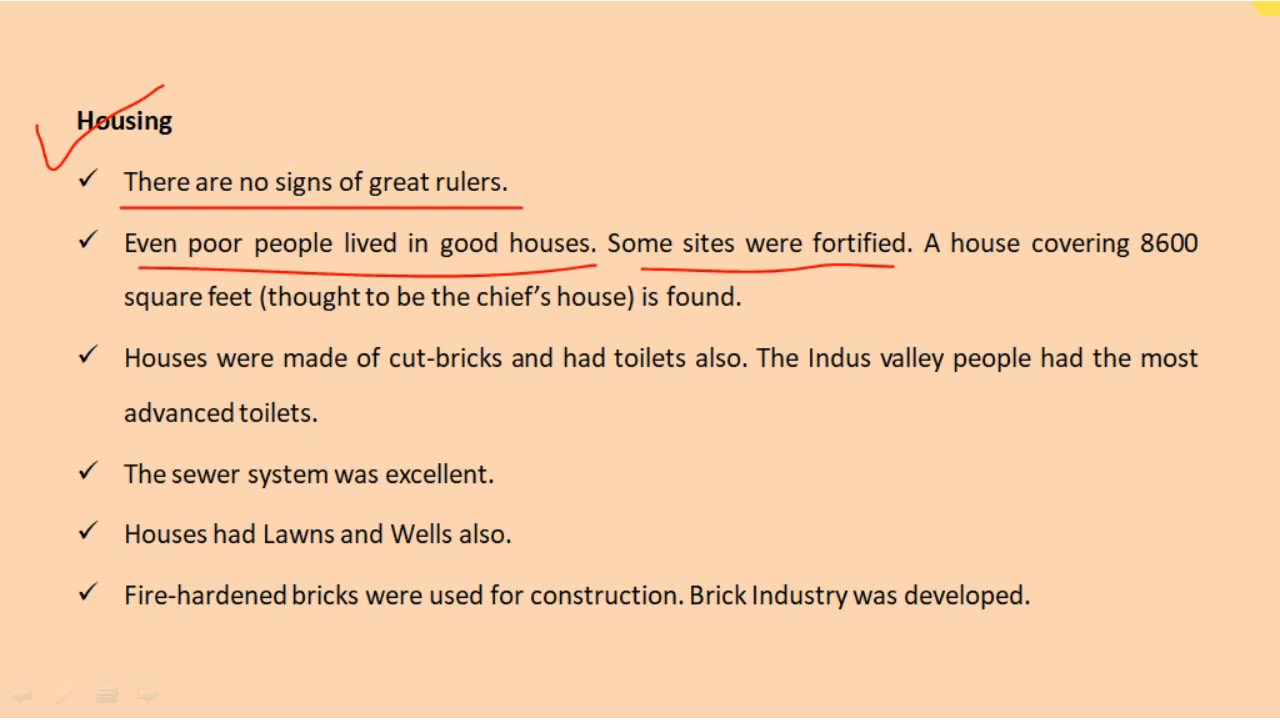 Housing
✓ There are no signs of great rulers.
✓ Even poor people lived in good houses. Some sites were fortified. A house covering 8600
square feet (thought to be the chief’s house) is found.
✓ Houses were made of cut-bricks and had toilets also. The Indus valley people had the most
advanced toilets.
✓ The sewer system was excellent.
✓ Houses had Lawns and Wells also.
✓ Fire-hardened bricks were used for construction. Brick Industry was developed.